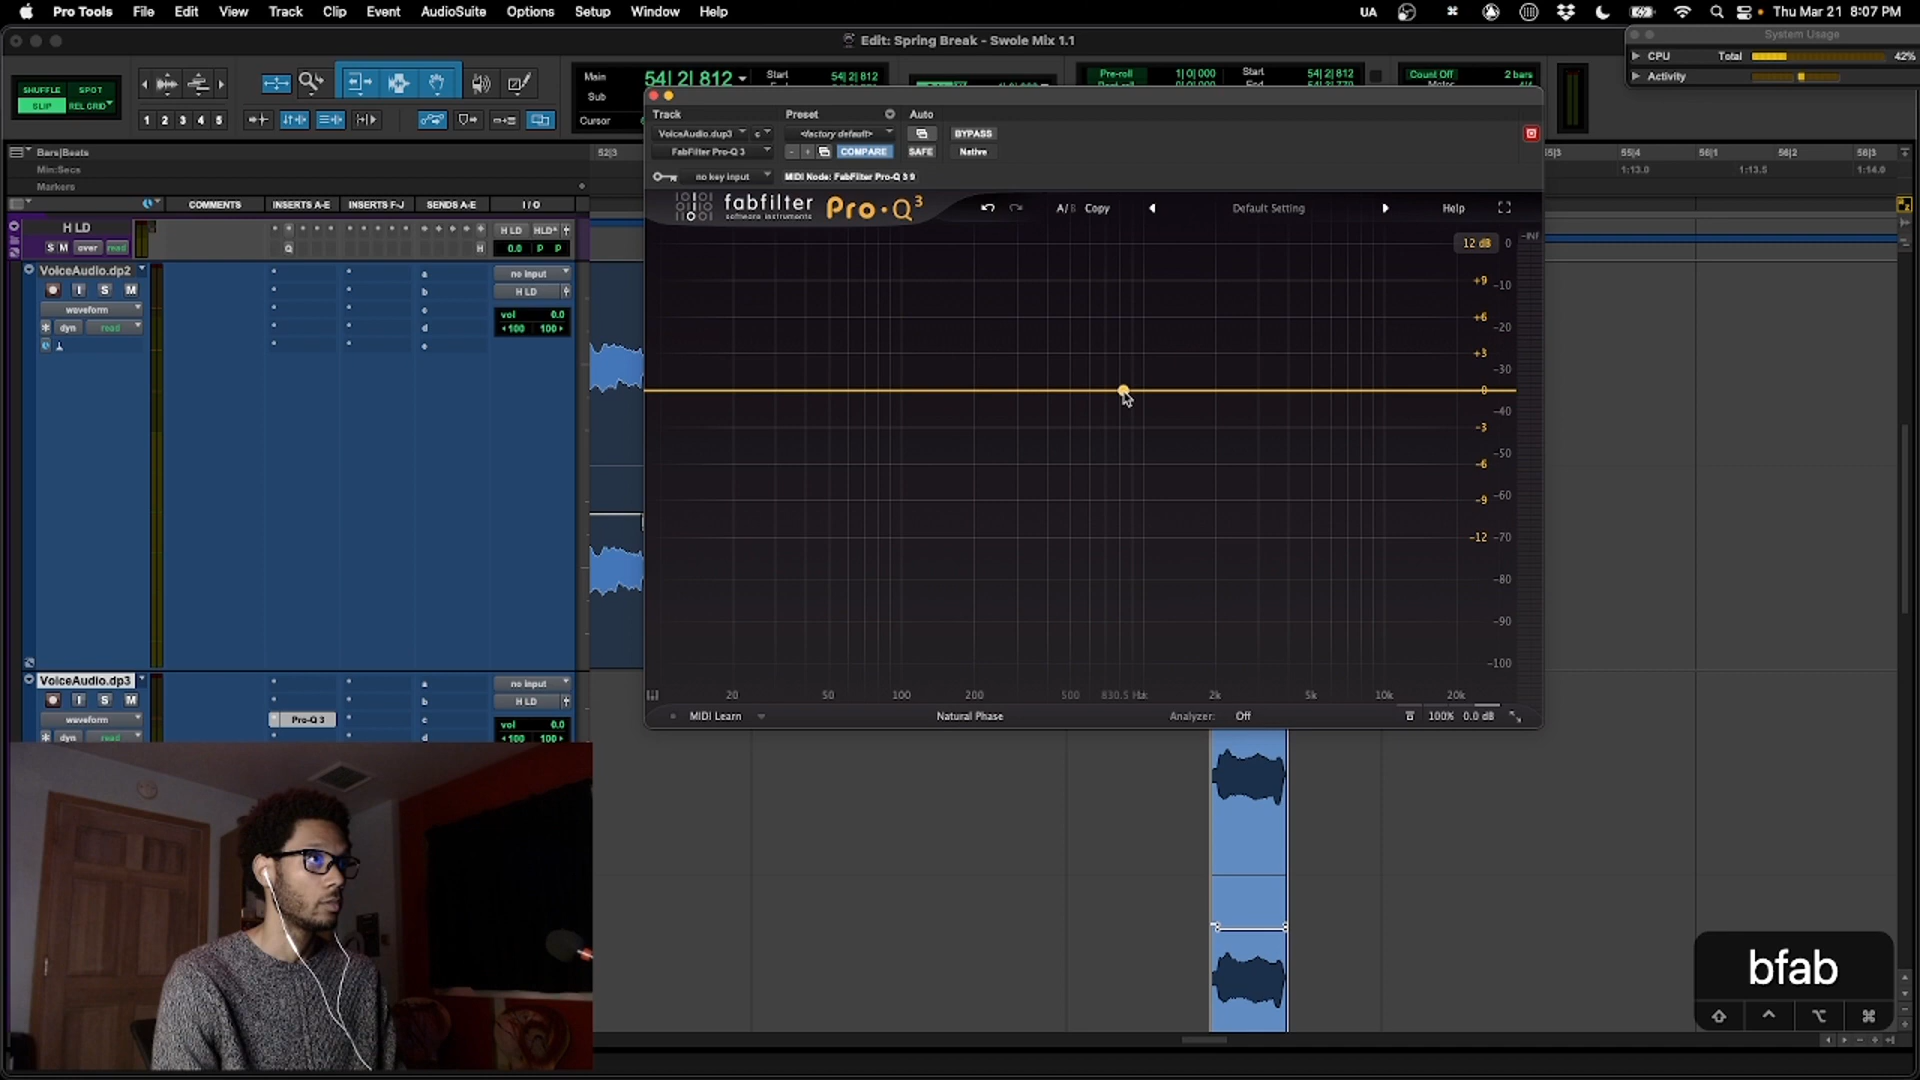 Pro Tools File Edit View Track Clip Event AudioSuite Options Setup Window Help UA Thu Mar 21 8:07 PM
Edit: Spring Break - Swole Mix 1.1
System Usage
CPU Total 42%
Activity
SHUFFLE SPOT
SLIP REL GRID
1 2 3 4 5
Main 54| 2| 812 Start 54| 2| 812
Sub
Cursor
Pre-roll 1| 0| 000 Start 54| 2| 812
Count Off 2 bars
Track Preset Auto
VoiceAudio.dup3 c <factory default> BYPASS
FabFilter Pro-Q 3 - + COMPARE SAFE Native
no key input MIDI Node: FabFilter Pro-Q 3 9
fabfilter
software instruments
Pro·Q³
A/B Copy Default Setting Help
12 dB 0 -INF
+9 -10
+6 -20
+3 -30
0 -40
-3 -50
-6 -60
-9
-12 -70
-80
-90
-100
20 50 100 200 500 830.5 Hz 2k 5k 10k 20k
MIDI Learn Natural Phase Analyzer: Off 100% 0.0 dB
Bars|Beats
Min:Secs
Markers
52|3 55|4 56|1 56|2 56|3
1:13.0 1:13.5 1:14.0
COMMENTS INSERTS A-E INSERTS F-J SENDS A-E I / O
H LD
S M over read
Q H
H LD HLD
0.0 P P
VoiceAudio.dp2
I S M
waveform
dyn read
a
b
c
d
e
no input
H LD
vol 0.0
100 100
VoiceAudio.dp3
I S M
waveform
dyn read
Pro-Q 3
a
b
c
d
no input
H LD
vol 0.0
100 100
bfab